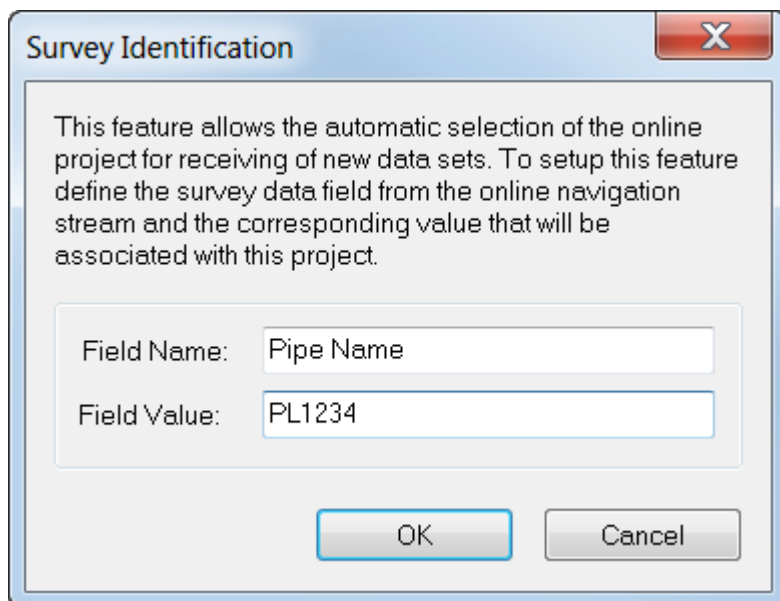 Survey Identification
This feature allows the automatic selection of the online
project for receiving of new data sets. To setup this feature
define the survey data field from the online navigation
stream and the corresponding value that will be
associated with this project.
Field Name: Pipe Name
Field Value: PL1234
OK Cancel